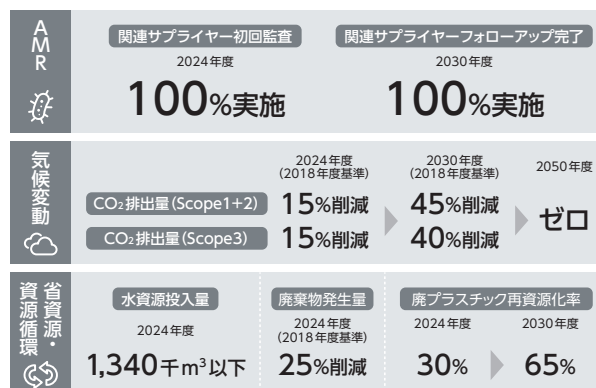 AMR
関連サプライヤー初回監査
2024年度
100%実施
関連サプライヤーフォローアップ完了
2030年度
100%実施
気候変動
2024年度
(2018年度基準)
2030年度
(2018年度基準)
2050年度
CO₂排出量(Scope1+2)
15%削減
45%削減
CO₂排出量(Scope3)
15%削減
40%削減
ゼロ
省資源・
資源循環
水資源投入量
2024年度
1,340千m³以下
廃棄物発生量
2024年度
(2018年度基準)
25%削減
廃プラスチック再資源化率
2024年度
2030年度
30%
65%